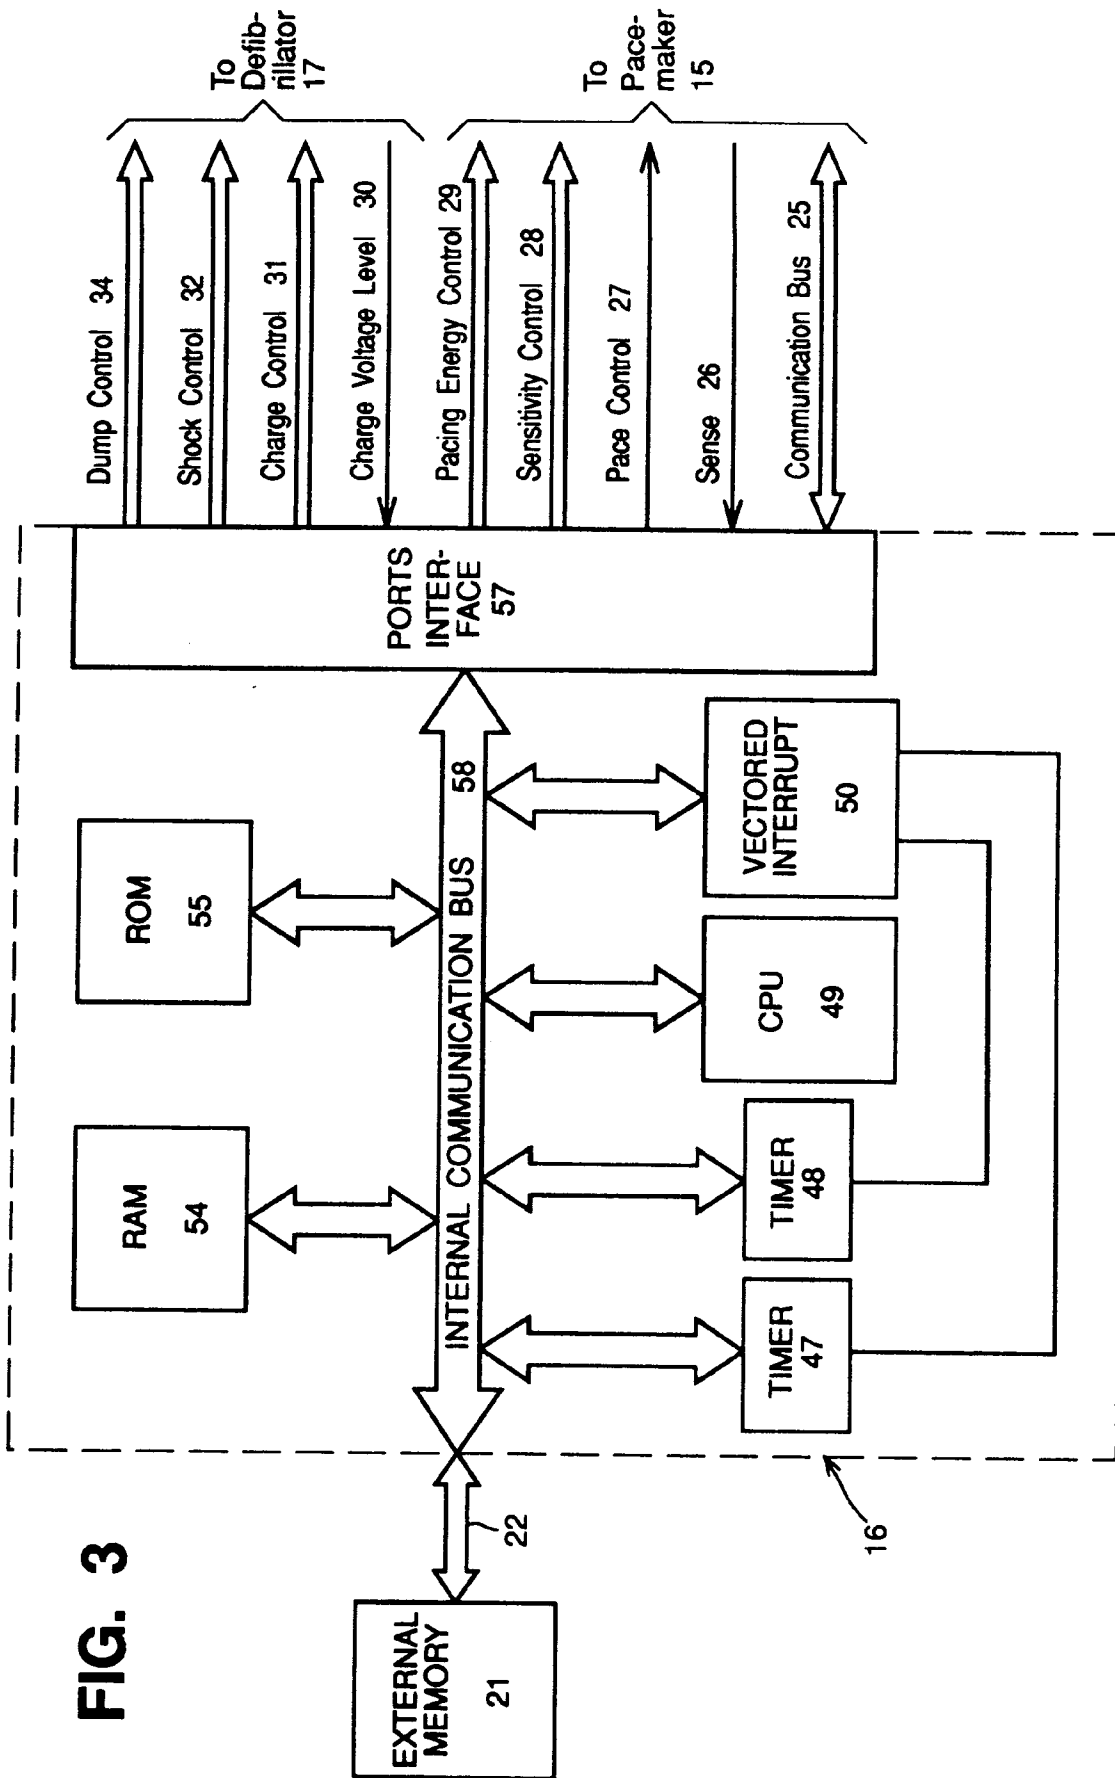 FIG. 3
EXTERNAL
MEMORY
21
22
16
RAM
54
ROM
55
INTERNAL COMMUNICATION BUS 58
TIMER
47
TIMER
48
CPU
49
VECTORED
INTERRUPT
50
PORTS
INTER-
FACE
57
Dump Control 34
Shock Control 32
Charge Control 31
Charge Voltage Level 30
Pacing Energy Control 29
Sensitivity Control 28
Pace Control 27
Sense 26
Communication Bus 25
To
Defib-
rillator
17
To
Pace-
maker
15